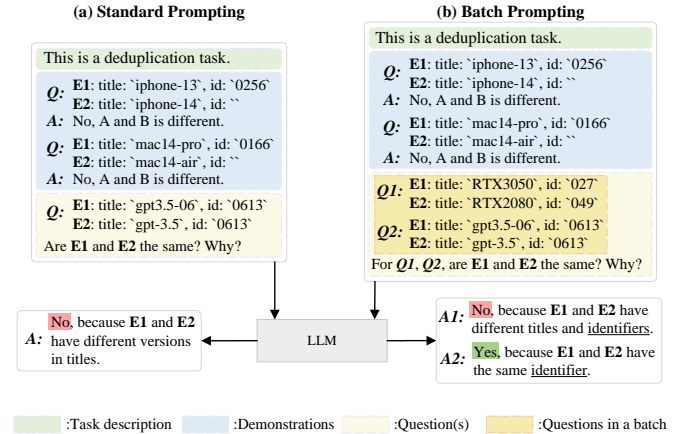 (a) Standard Prompting
This is a deduplication task.
Q: E1: title: `iphone-13`, id: `0256`
E2: title: `iphone-14`, id: ``
A: No, A and B is different.
Q: E1: title: `mac14-pro`, id: `0166`
E2: title: `mac14-air`, id: ``
A: No, A and B is different.
Q: E1: title: `gpt3.5-06`, id: `0613`
E2: title: `gpt-3.5`, id: `0613`
Are E1 and E2 the same? Why?
(b) Batch Prompting
This is a deduplication task.
Q: E1: title: `iphone-13`, id: `0256`
E2: title: `iphone-14`, id: ``
A: No, A and B is different.
Q: E1: title: `mac14-pro`, id: `0166`
E2: title: `mac14-air`, id: ``
A: No, A and B is different.
Q1: E1: title: `RTX3050`, id: `027`
E2: title: `RTX2080`, id: `049`
Q2: E1: title: `gpt3.5-06`, id: `0613`
E2: title: `gpt-3.5`, id: `0613`
For Q1, Q2, are E1 and E2 the same? Why?
A: No, because E1 and E2
have different versions
in titles.
LLM
A1: No, because E1 and E2 have
different titles and identifiers.
A2: Yes, because E1 and E2 have
the same identifier.
:Task description :Demonstrations :Question(s) :Questions in a batch